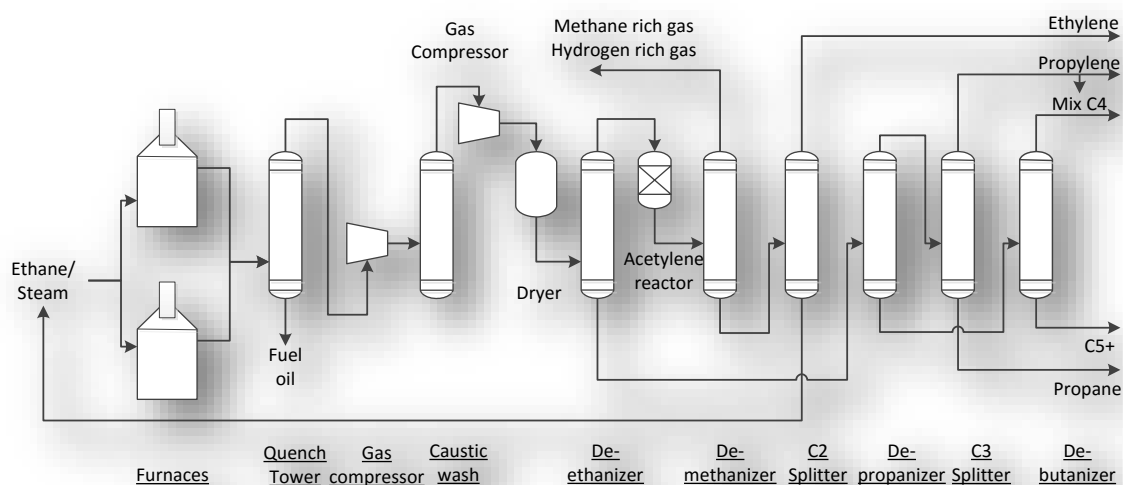 Gas
Compressor
Methane rich gas
Hydrogen rich gas
Ethylene
Propylene
Mix C4
Ethane/
Steam
Dryer
Acetylene
reactor
Fuel
oil
C5+
Propane
Furnaces
Quench
Tower
Gas
compressor
Caustic
wash
De-
ethanizer
De-
methanizer
C2
Splitter
De-
propanizer
C3
Splitter
De-
butanizer